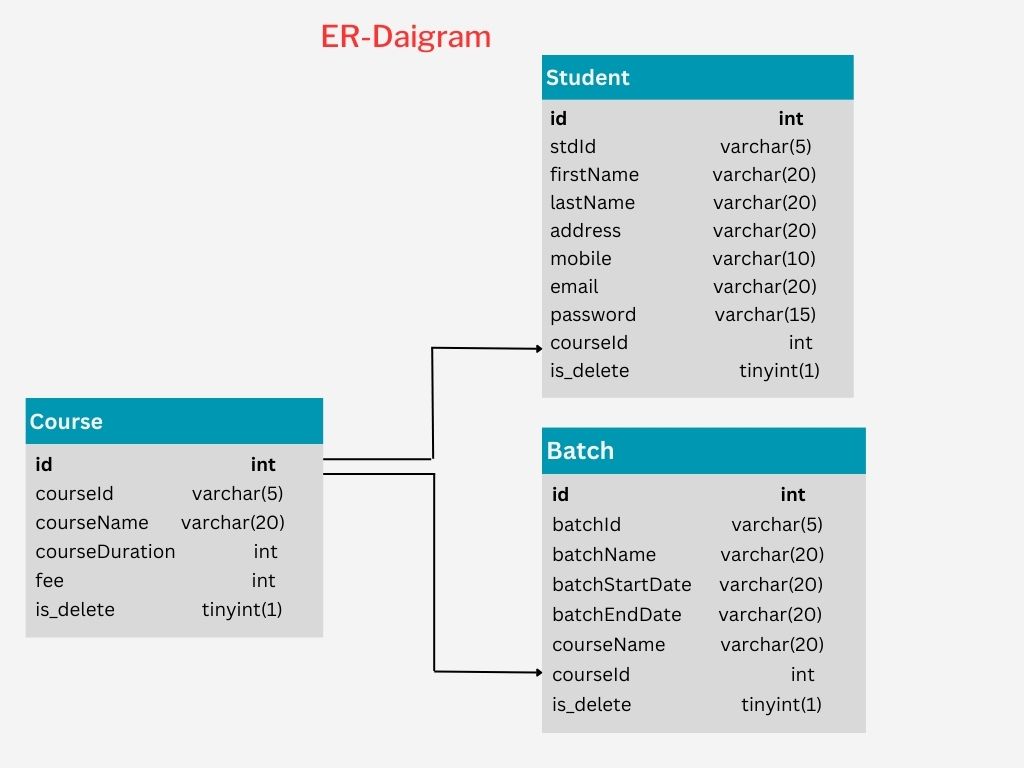 ER-Daigram
Student
id int
stdId varchar(5)
firstName varchar(20)
lastName varchar(20)
address varchar(20)
mobile varchar(10)
email varchar(20)
password varchar(15)
courseId int
is_delete tinyint(1)
Course
id int
courseId varchar(5)
courseName varchar(20)
courseDuration int
fee int
is_delete tinyint(1)
Batch
id int
batchId varchar(5)
batchName varchar(20)
batchStartDate varchar(20)
batchEndDate varchar(20)
courseName varchar(20)
courseId int
is_delete tinyint(1)